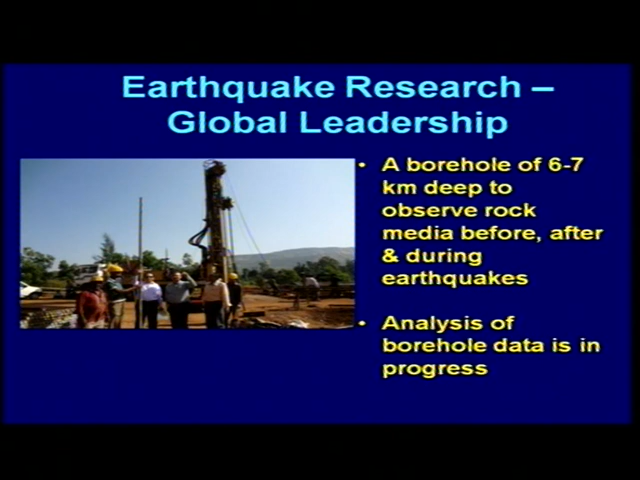 Earthquake Research –
Global Leadership
• A borehole of 6-7
km deep to
observe rock
media before, after
& during
earthquakes
• Analysis of
borehole data is in
progress